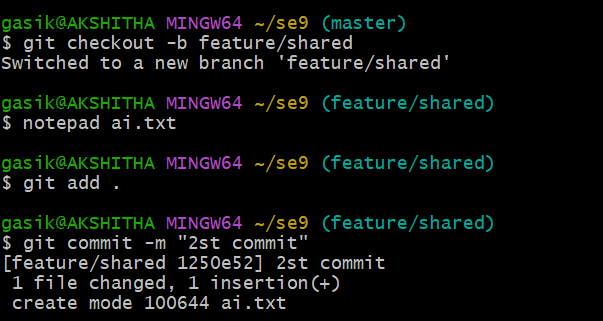 gasik@AKSHITHA MINGW64 ~/se9 (master)
$ git checkout -b feature/shared
Switched to a new branch 'feature/shared'
gasik@AKSHITHA MINGW64 ~/se9 (feature/shared)
$ notepad ai.txt
gasik@AKSHITHA MINGW64 ~/se9 (feature/shared)
$ git add .
gasik@AKSHITHA MINGW64 ~/se9 (feature/shared)
$ git commit -m "2st commit"
[feature/shared 1250e52] 2st commit
 1 file changed, 1 insertion(+)
 create mode 100644 ai.txt